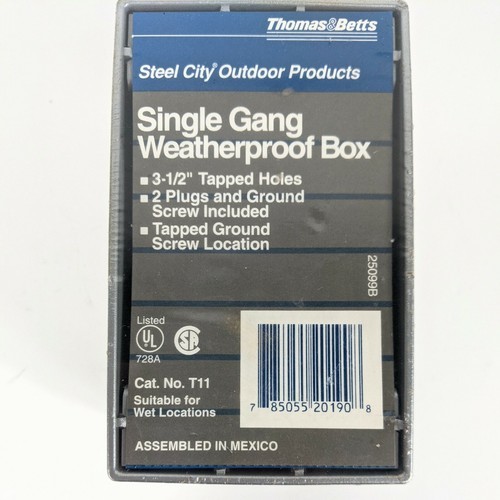 Thomas&Betts
Steel City® Outdoor Products
Single Gang
Weatherproof Box
■ 3-1/2" Tapped Holes
■ 2 Plugs and Ground
Screw Included
■ Tapped Ground
Screw Location
25099B
Listed
UL
728A
SA
Cat. No. T11
Suitable for
Wet Locations
7 85055 20190 8
ASSEMBLED IN MEXICO